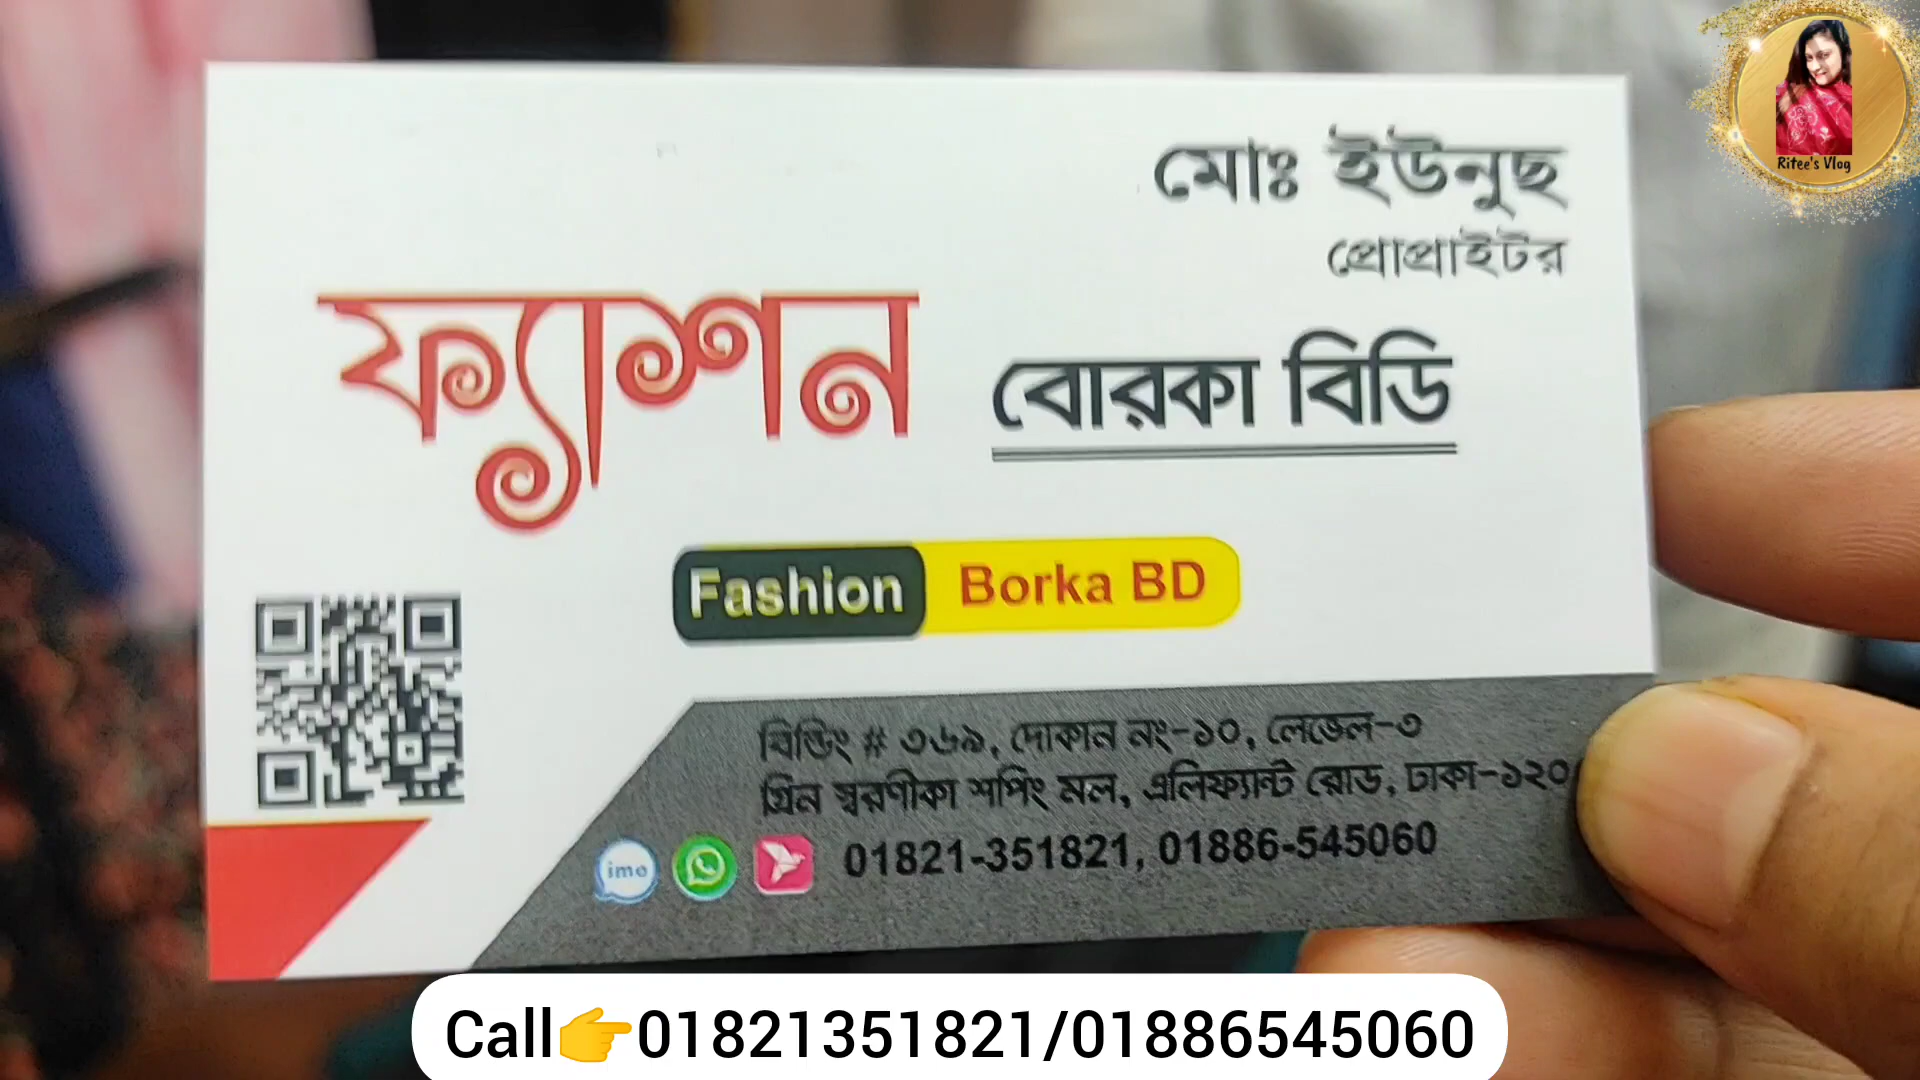 Ritee's Vlog
মোঃ ইউনুছ
প্রোপ্রাইটর
ফ্যাশন বোরকা বিডি
Fashion Borka BD
বিল্ডিং # ৩৬৯, দোকান নং-১০, লেভেল-৩
গ্রিন স্বরণীকা শপিং মল, এলিফ্যান্ট রোড, ঢাকা-১২০
imo 01821-351821, 01886-545060
Call👉01821351821/01886545060